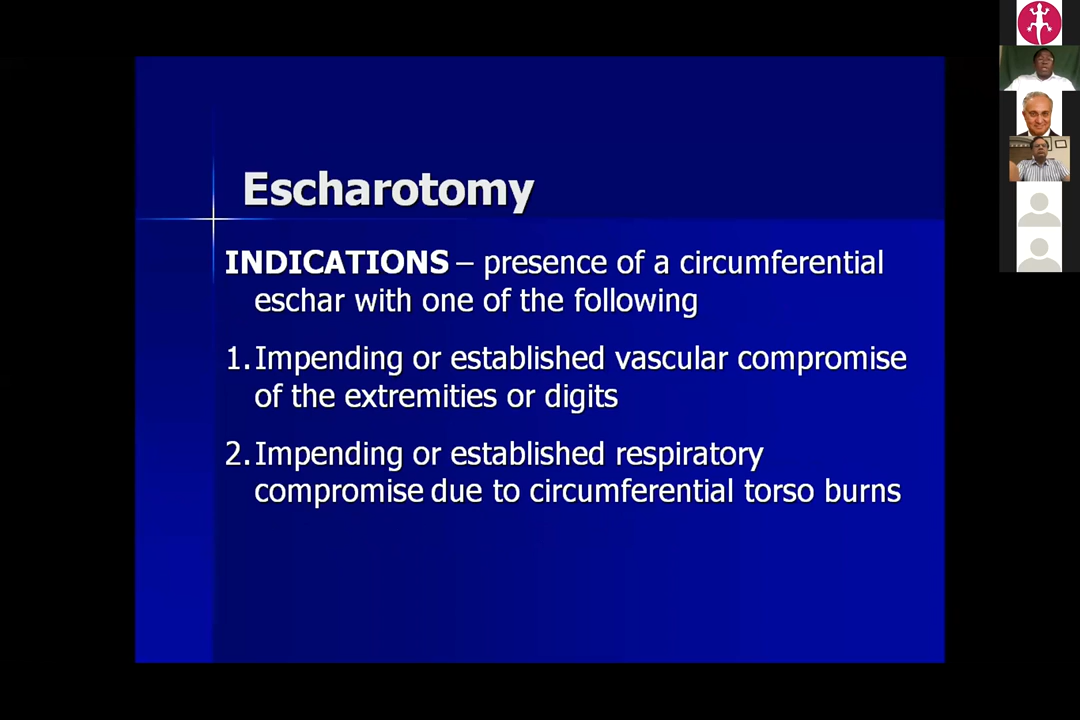 Escharotomy
INDICATIONS – presence of a circumferential
eschar with one of the following
1. Impending or established vascular compromise
of the extremities or digits
2. Impending or established respiratory
compromise due to circumferential torso burns